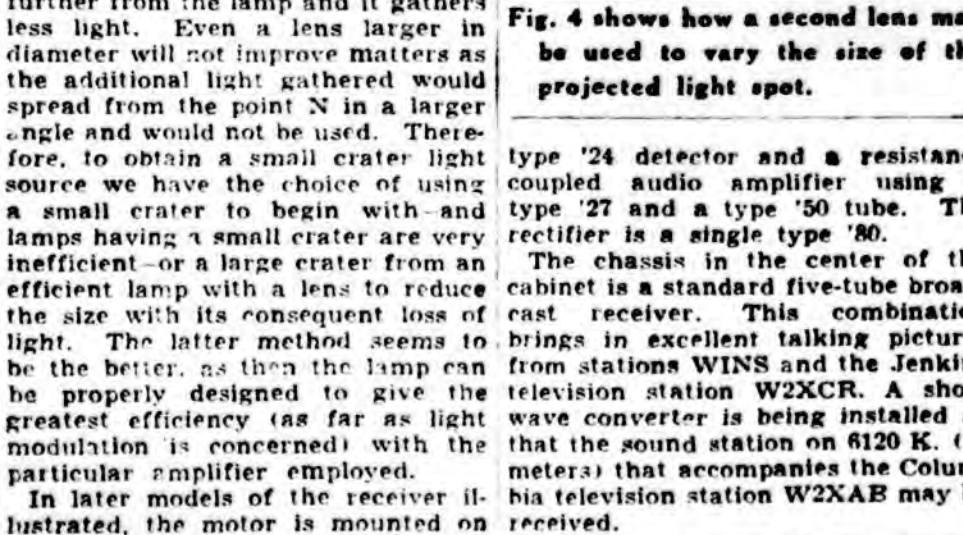 further from the lamp and it gathers
less light. Even a lens larger in
diameter will not improve matters as
the additional light gathered would
spread from the point N in a larger
angle and would not be used. There-
fore, to obtain a small crater light
source we have the choice of using
a small crater to begin with—and
lamps having a small crater are very
inefficient—or a large crater from an
efficient lamp with a lens to reduce
the size with its consequent loss of
light. The latter method seems to
be the better, as then the lamp can
be properly designed to give the
greatest efficiency (as far as light
modulation is concerned) with the
particular amplifier employed.
In later models of the receiver il-
lustrated, the motor is mounted on
Fig. 4 shows how a second lens ma
be used to vary the size of th
projected light spot.
type '24 detector and a resistan
coupled audio amplifier using
type '27 and a type '50 tube. Th
rectifier is a single type '80.
The chassis in the center of th
cabinet is a standard five-tube broa
cast receiver. This combinatio
brings in excellent talking pictur
from stations WINS and the Jenki
television station W2XCR. A sho
wave converter is being installed
that the sound station on 6120 K. (
meters) that accompanies the Colum
bia television station W2XAB may
received.